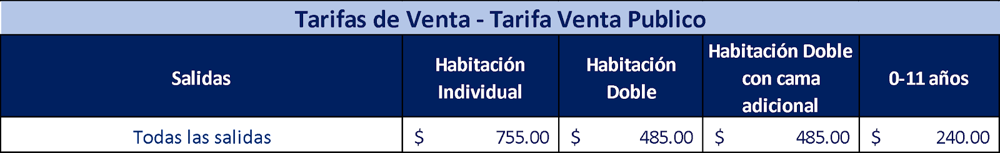 Tarifas de Venta - Tarifa Venta Publico
Salidas
Habitación
Individual
Habitación
Doble
Habitación Doble
con cama
adicional
0-11 años
Todas las salidas
$ 755.00
$ 485.00
$ 485.00
$ 240.00